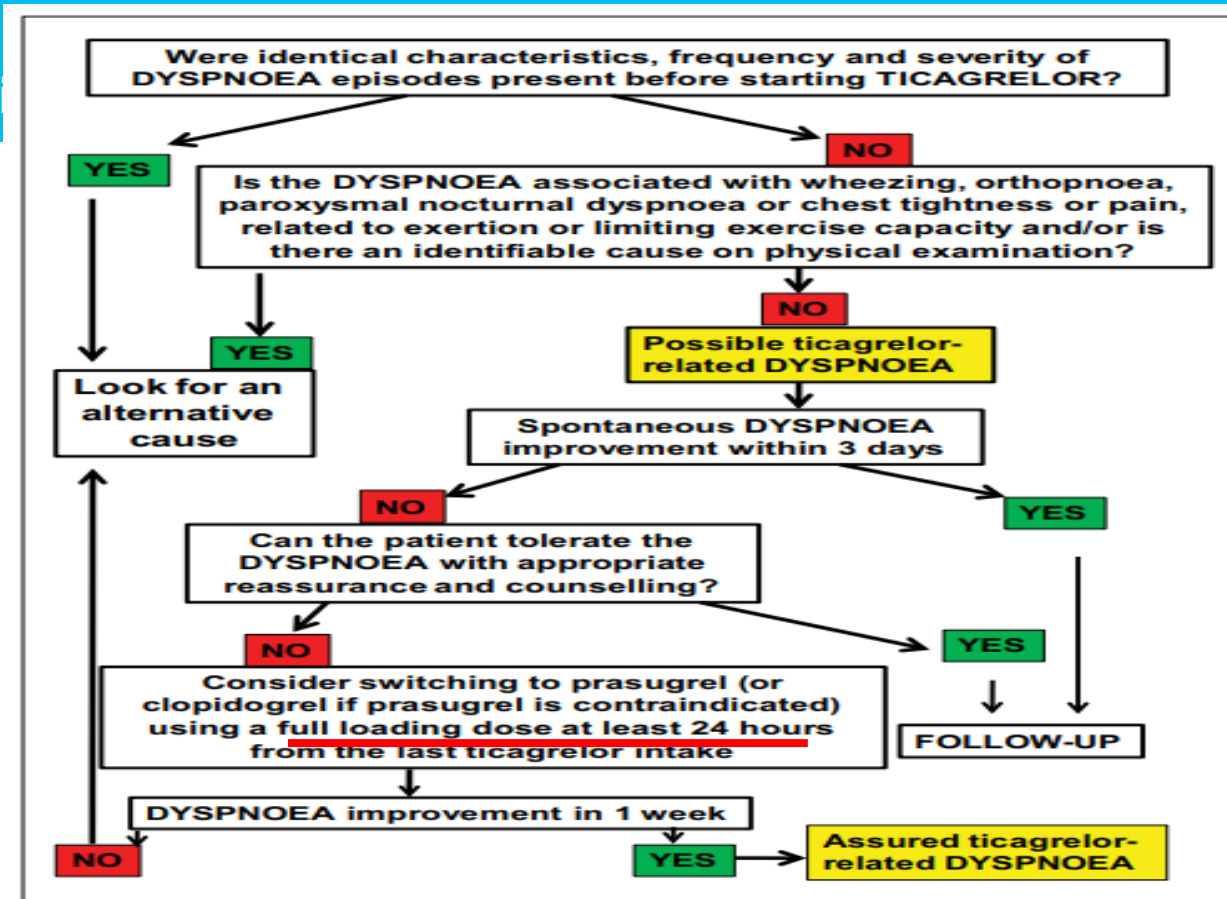 Were identical characteristics, frequency and severity of
DYSPNOEA episodes present before starting TICAGRELOR?
YES
NO
Is the DYSPNOEA associated with wheezing, orthopnoea,
paroxysmal nocturnal dyspnoea or chest tightness or pain,
related to exertion or limiting exercise capacity and/or is
there an identifiable cause on physical examination?
YES
NO
Look for an
alternative
cause
Possible ticagrelor-
related DYSPNOEA
Spontaneous DYSPNOEA
improvement within 3 days
NO
YES
Can the patient tolerate the
DYSPNOEA with appropriate
reassurance and counselling?
NO
YES
Consider switching to prasugrel (or
clopidogrel if prasugrel is contraindicated)
using a full loading dose at least 24 hours
from the last ticagrelor intake
FOLLOW-UP
DYSPNOEA improvement in 1 week
NO
YES
Assured ticagrelor-
related DYSPNOEA